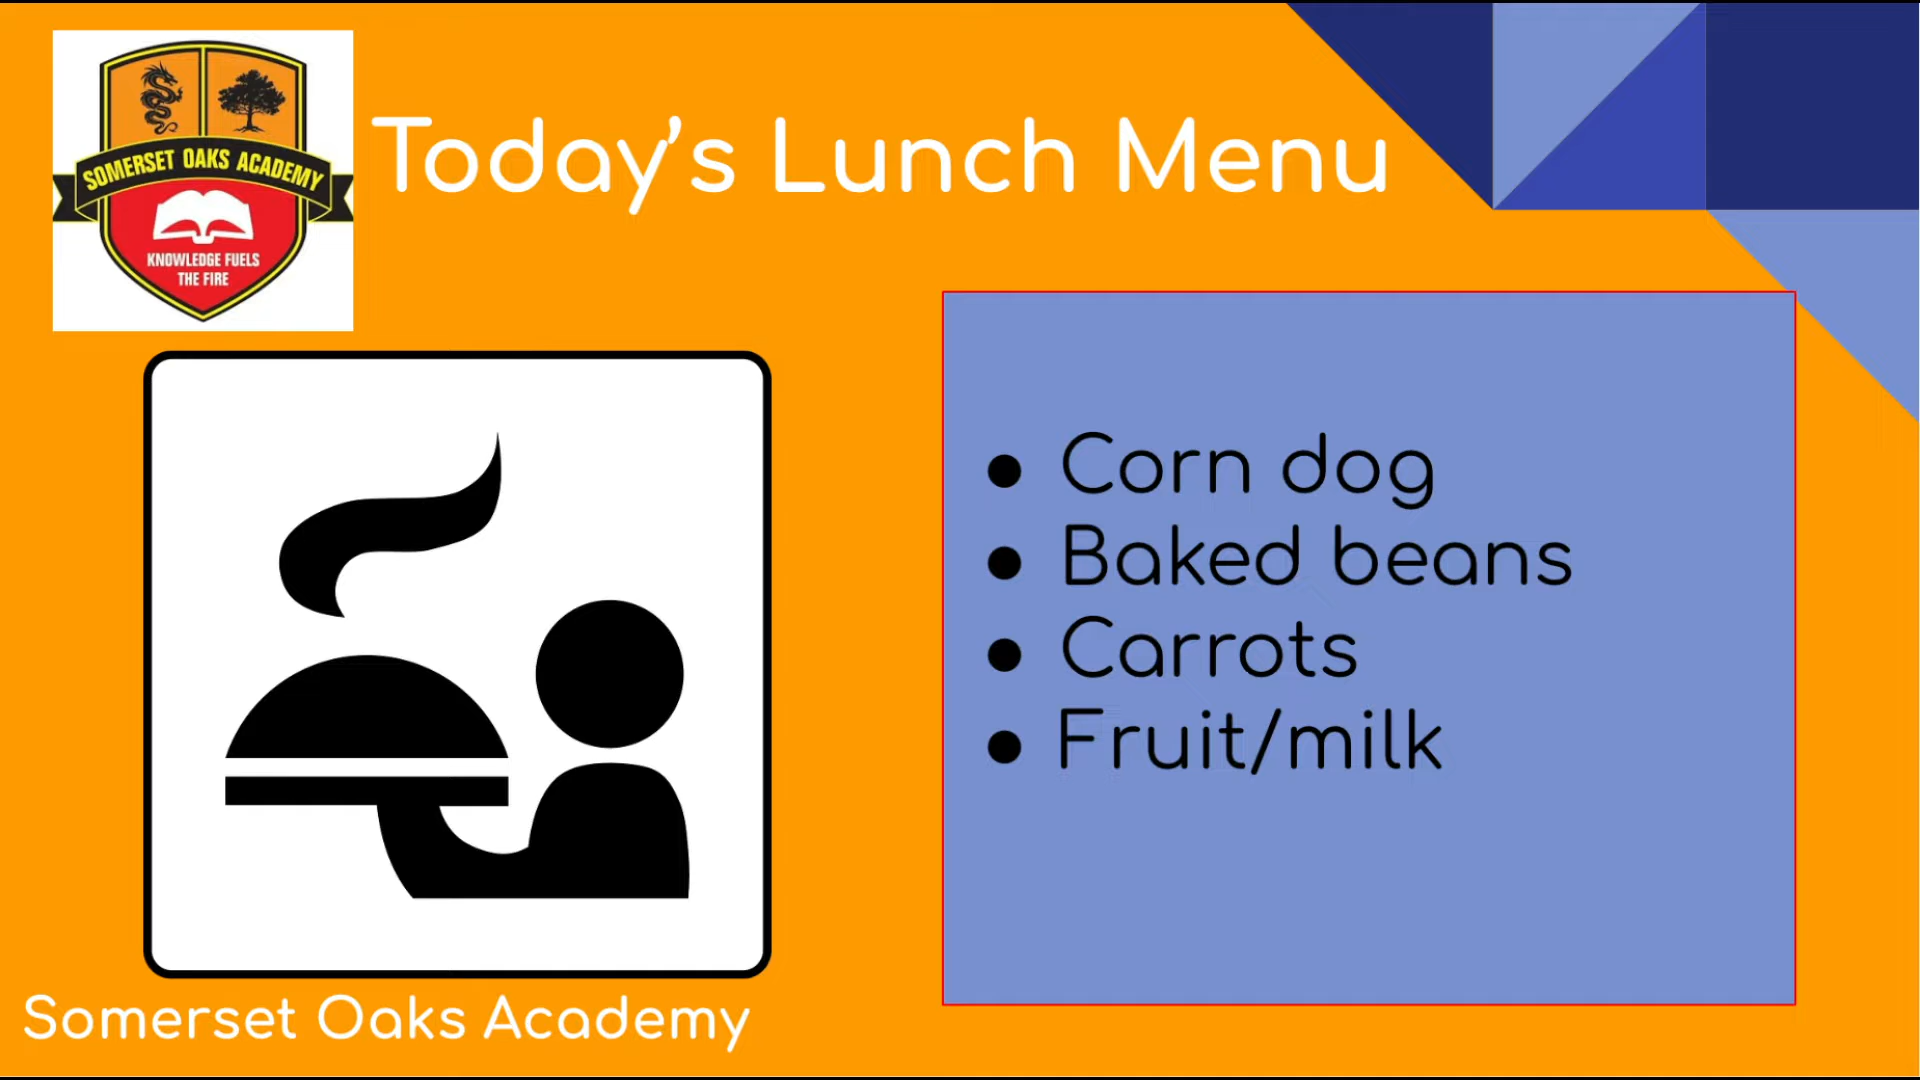 SOMERSET OAKS ACADEMY
KNOWLEDGE FUELS
THE FIRE
Today’s Lunch Menu
● Corn dog
● Baked beans
● Carrots
● Fruit/milk
Somerset Oaks Academy